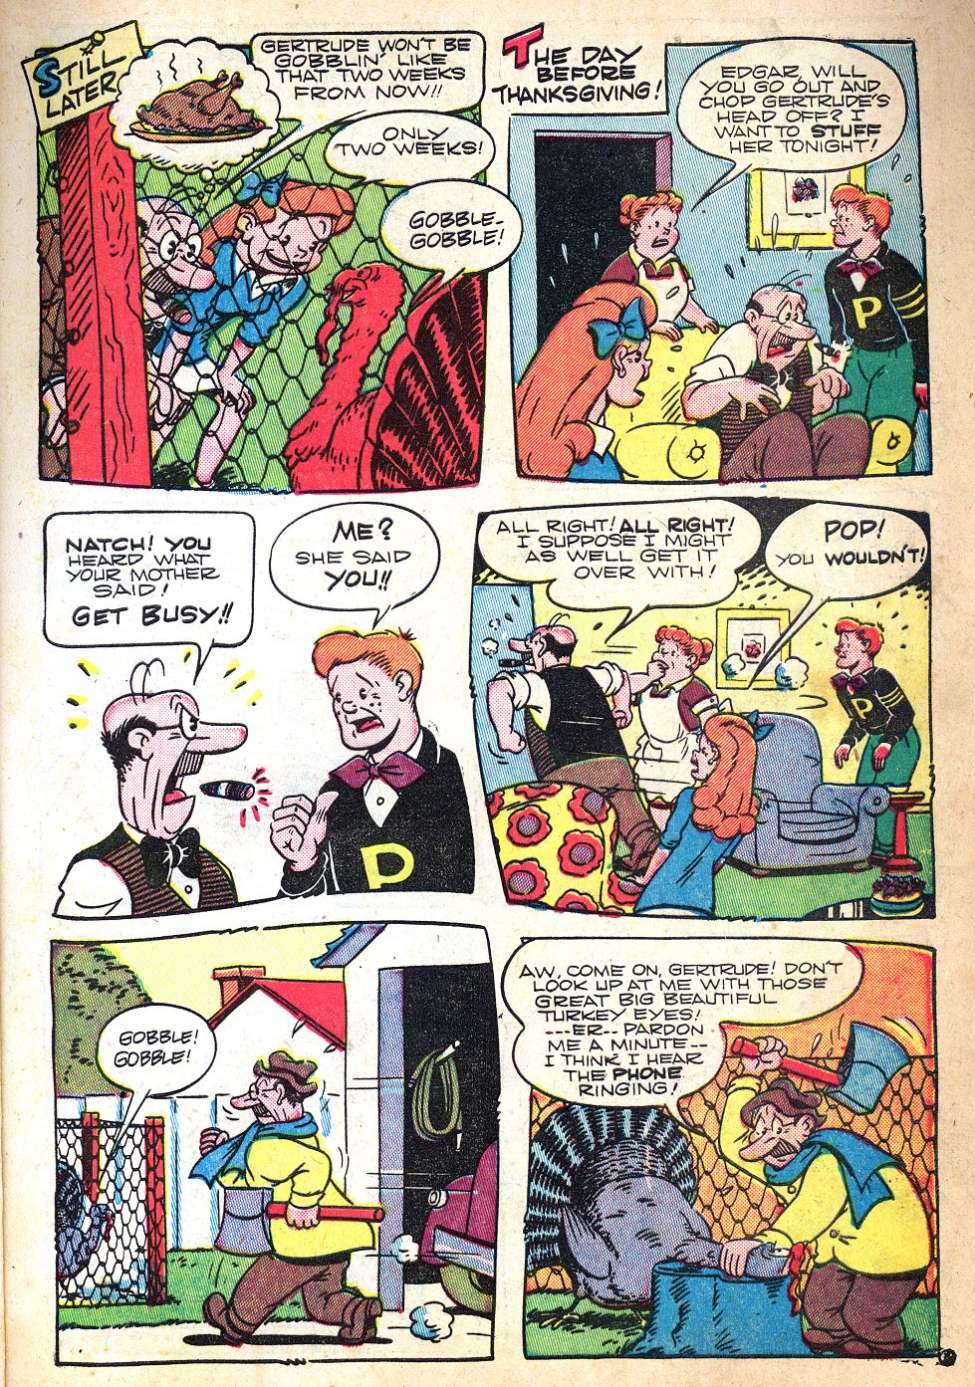 STILL
LATER
GERTRUDE WON'T BE
GOBBLIN' LIKE
THAT TWO WEEKS
FROM NOW!!
ONLY
TWO WEEKS!
GOBBLE-
GOBBLE!
THE DAY
BEFORE
THANKSGIVING!
EDGAR, WILL
YOU GO OUT AND
CHOP GERTRUDE'S
HEAD OFF? I
WANT TO STUFF
HER TONIGHT!
P
NATCH! YOU
HEARD WHAT
YOUR MOTHER
SAID!
GET BUSY!!
ME?
SHE SAID
YOU!!
P
ALL RIGHT! ALL RIGHT!
I SUPPOSE I MIGHT
AS WELL GET IT
OVER WITH!
POP!
YOU WOULDN'T!
P
GOBBLE!
GOBBLE!
AW, COME ON, GERTRUDE! DON'T
LOOK UP AT ME WITH THOSE
GREAT BIG BEAUTIFUL
TURKEY EYES!
---ER-- PARDON
ME A MINUTE--
I THINK I HEAR
THE PHONE
RINGING!